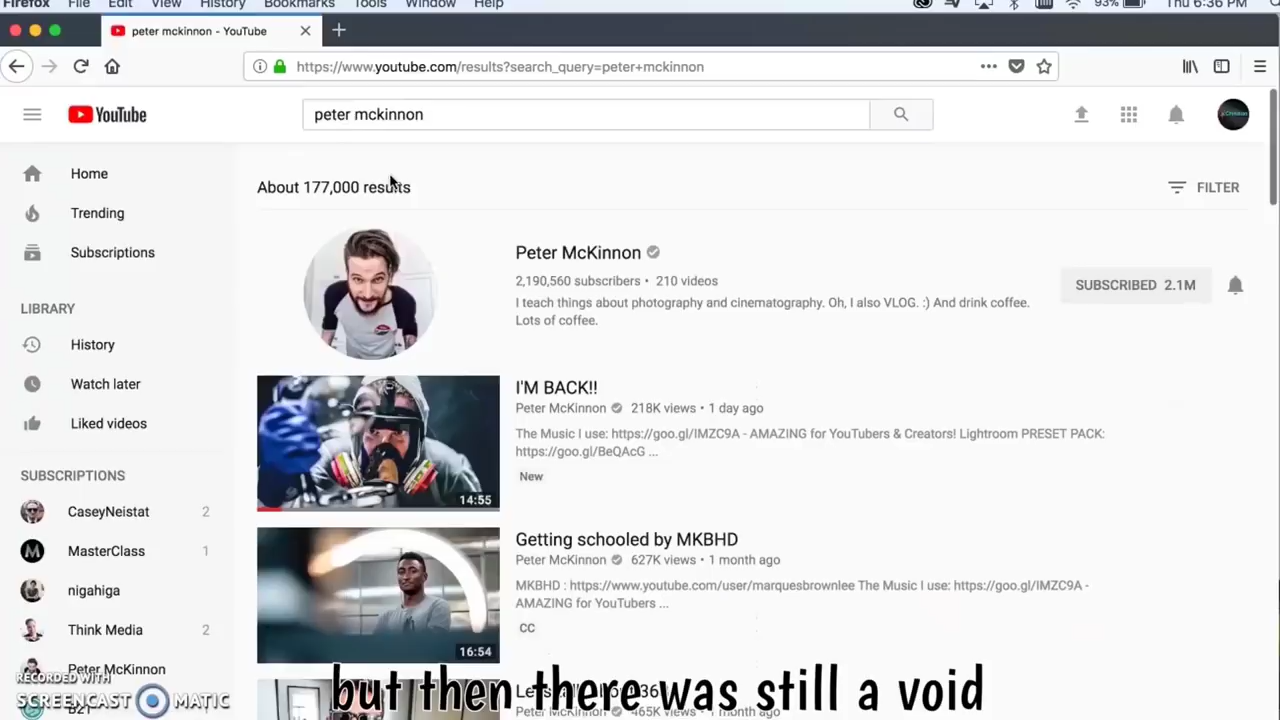 Firefox File Edit View History Bookmarks Tools Window Help 93% Thu 6:36 PM
peter mckinnon - YouTube
https://www.youtube.com/results?search_query=peter+mckinnon
YouTube
peter mckinnon
Home
About 177,000 results
FILTER
Trending
Subscriptions
Peter McKinnon
2,190,560 subscribers • 210 videos
SUBSCRIBED 2.1M
I teach things about photography and cinematography. Oh, I also VLOG. :) And drink coffee.
Lots of coffee.
LIBRARY
History
Watch later
Liked videos
I'M BACK!!
Peter McKinnon 218K views • 1 day ago
The Music I use: https://goo.gl/IMZC9A - AMAZING for YouTubers & Creators! Lightroom PRESET PACK:
https://goo.gl/BeQAcG ...
New
14:55
SUBSCRIPTIONS
CaseyNeistat 2
M
MasterClass 1
nigahiga
Think Media 2
Peter McKinnon
Getting schooled by MKBHD
Peter McKinnon 627K views • 1 month ago
MKBHD : https://www.youtube.com/user/marquesbrownlee The Music I use: https://goo.gl/IMZC9A -
AMAZING for YouTubers ...
CC
16:54
RECORDED WITH
SCREENCAST MATIC
but then there was still a void
Peter McKinnon 465K views • 1 month ago